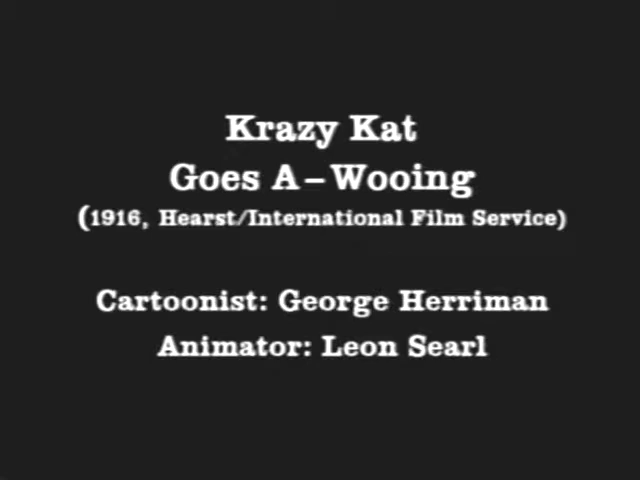 Krazy Kat
Goes A-Wooing
(1916, Hearst/International Film Service)
Cartoonist: George Herriman
Animator: Leon Searl